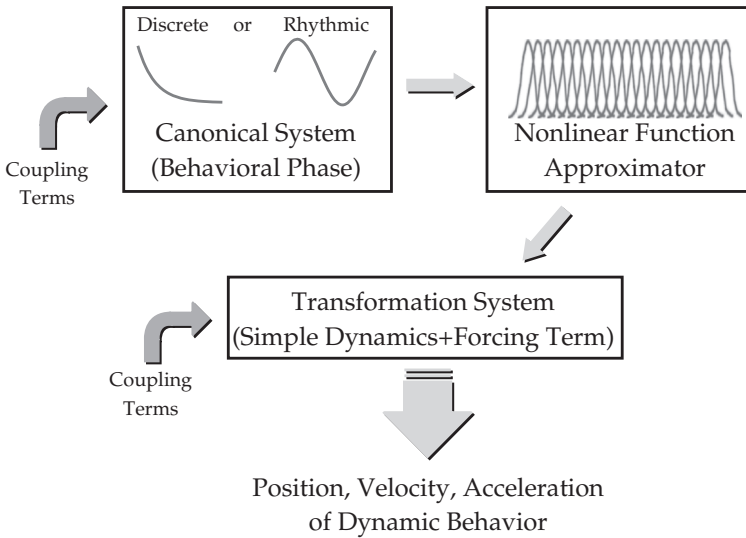 Discrete or Rhythmic
Canonical System
(Behavioral Phase)
Nonlinear Function
Approximator
Coupling
Terms
Transformation System
(Simple Dynamics+Forcing Term)
Coupling
Terms
Position, Velocity, Acceleration
of Dynamic Behavior